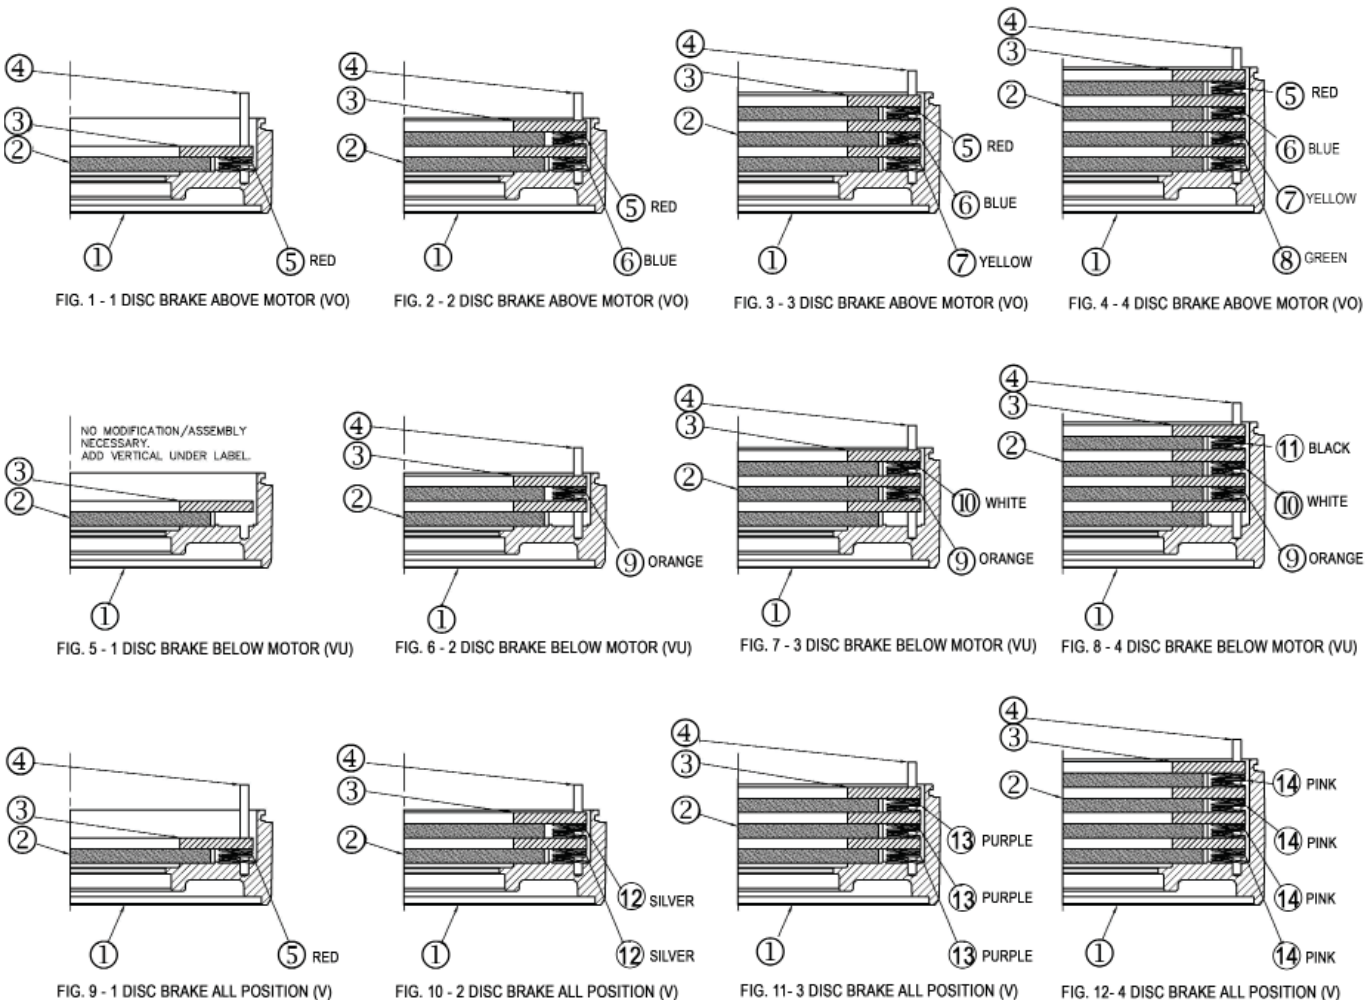 4
3
2
1
5 RED
FIG. 1 - 1 DISC BRAKE ABOVE MOTOR (VO)
4
3
2
1
5 RED
6 BLUE
FIG. 2 - 2 DISC BRAKE ABOVE MOTOR (VO)
4
3
2
1
5 RED
6 BLUE
7 YELLOW
FIG. 3 - 3 DISC BRAKE ABOVE MOTOR (VO)
4
3
2
1
5 RED
6 BLUE
7 YELLOW
8 GREEN
FIG. 4 - 4 DISC BRAKE ABOVE MOTOR (VO)
NO MODIFICATION/ASSEMBLY
NECESSARY.
ADD VERTICAL UNDER LABEL.
3
2
1
FIG. 5 - 1 DISC BRAKE BELOW MOTOR (VU)
4
3
2
1
9 ORANGE
FIG. 6 - 2 DISC BRAKE BELOW MOTOR (VU)
4
3
2
1
10 WHITE
9 ORANGE
FIG. 7 - 3 DISC BRAKE BELOW MOTOR (VU)
4
3
2
1
11 BLACK
10 WHITE
9 ORANGE
FIG. 8 - 4 DISC BRAKE BELOW MOTOR (VU)
4
3
2
1
5 RED
FIG. 9 - 1 DISC BRAKE ALL POSITION (V)
4
3
2
1
12 SILVER
12 SILVER
FIG. 10 - 2 DISC BRAKE ALL POSITION (V)
4
3
2
1
13 PURPLE
13 PURPLE
13 PURPLE
FIG. 11- 3 DISC BRAKE ALL POSITION (V)
4
3
2
1
14 PINK
14 PINK
14 PINK
14 PINK
FIG. 12- 4 DISC BRAKE ALL POSITION (V)